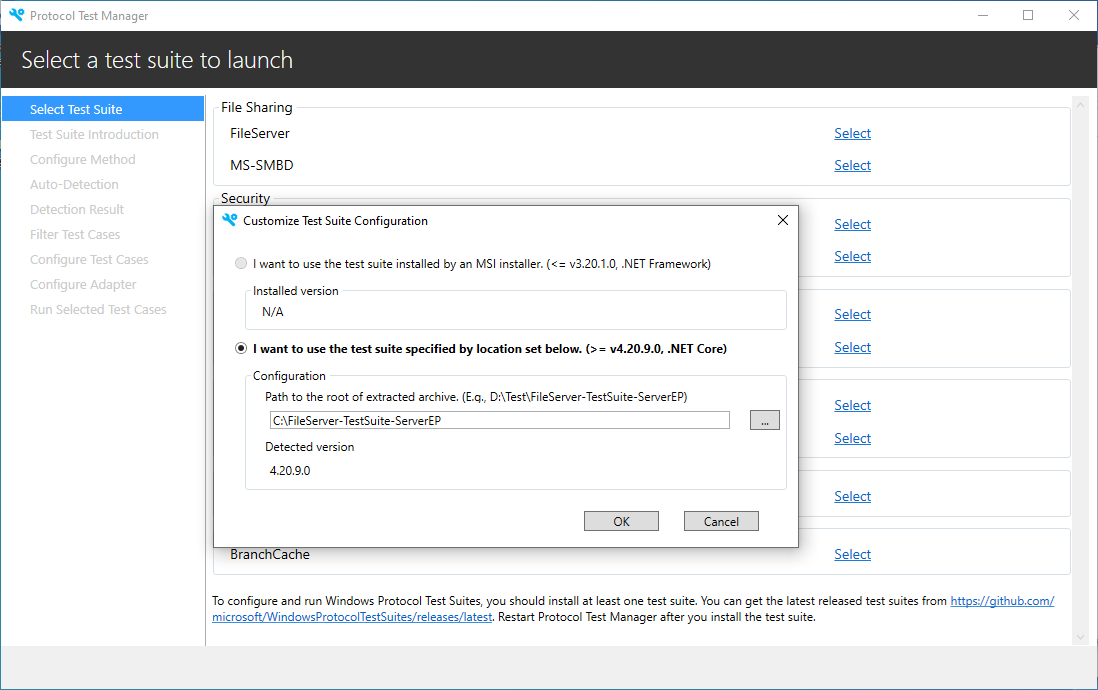 Protocol Test Manager
Select a test suite to launch
Select Test Suite
Test Suite Introduction
Configure Method
Auto-Detection
Detection Result
Filter Test Cases
Configure Test Cases
Configure Adapter
Run Selected Test Cases
File Sharing
FileServer Select
MS-SMBD Select
Security
Select
Select
Select
Select
Select
Select
Select
BranchCache Select
Customize Test Suite Configuration
I want to use the test suite installed by an MSI installer. (<= v3.20.1.0, .NET Framework)
Installed version
N/A
I want to use the test suite specified by location set below. (>= v4.20.9.0, .NET Core)
Configuration
Path to the root of extracted archive. (E.g., D:\Test\FileServer-TestSuite-ServerEP)
C:\FileServer-TestSuite-ServerEP
...
Detected version
4.20.9.0
OK Cancel
To configure and run Windows Protocol Test Suites, you should install at least one test suite. You can get the latest released test suites from https://github.com/
microsoft/WindowsProtocolTestSuites/releases/latest. Restart Protocol Test Manager after you install the test suite.